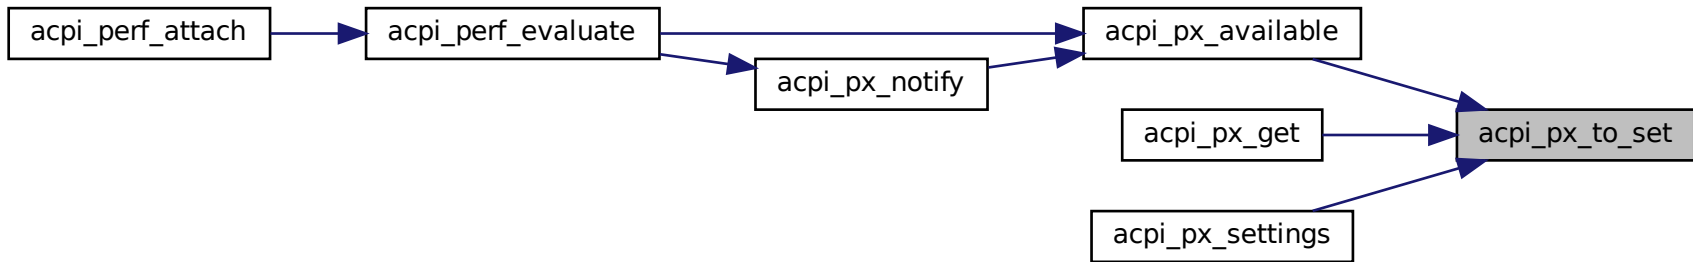 acpi_perf_attach
acpi_perf_evaluate
acpi_px_available
acpi_px_notify
acpi_px_get
acpi_px_to_set
acpi_px_settings